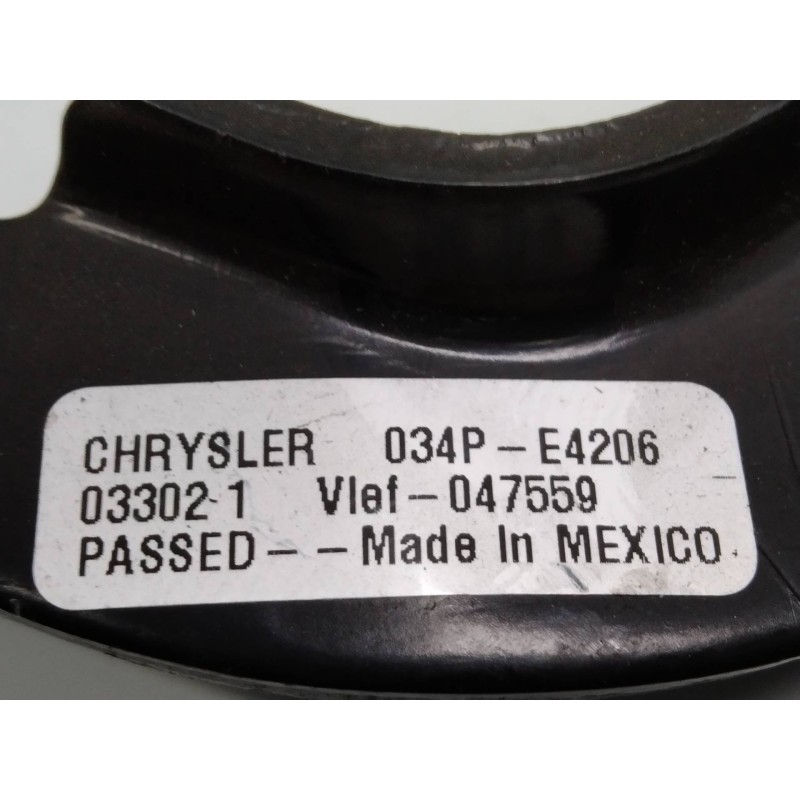 CHRYSLER 034P-E4206
03302-1 Vlef-047559
PASSED--Made In MEXICO